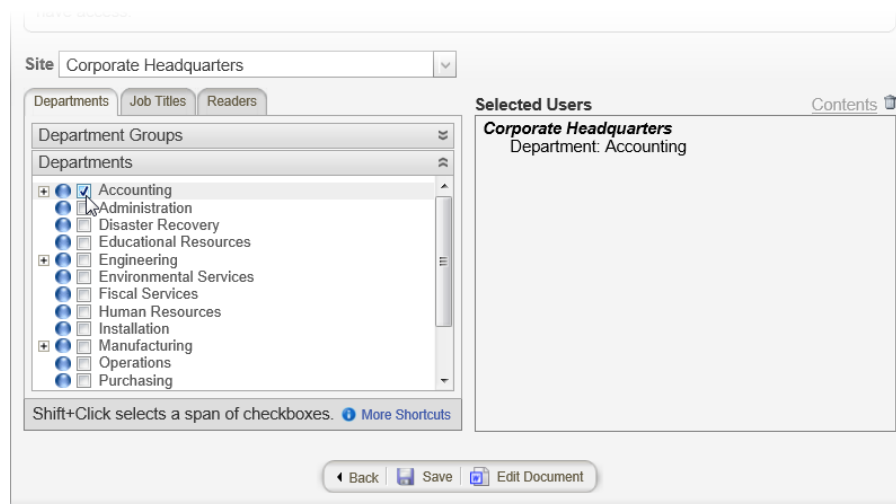 have access.
Site Corporate Headquarters
Departments Job Titles Readers
Department Groups
Departments
Accounting
Administration
Disaster Recovery
Educational Resources
Engineering
Environmental Services
Fiscal Services
Human Resources
Installation
Manufacturing
Operations
Purchasing
Shift+Click selects a span of checkboxes. More Shortcuts
Selected Users Contents
Corporate Headquarters
Department: Accounting
Back Save Edit Document